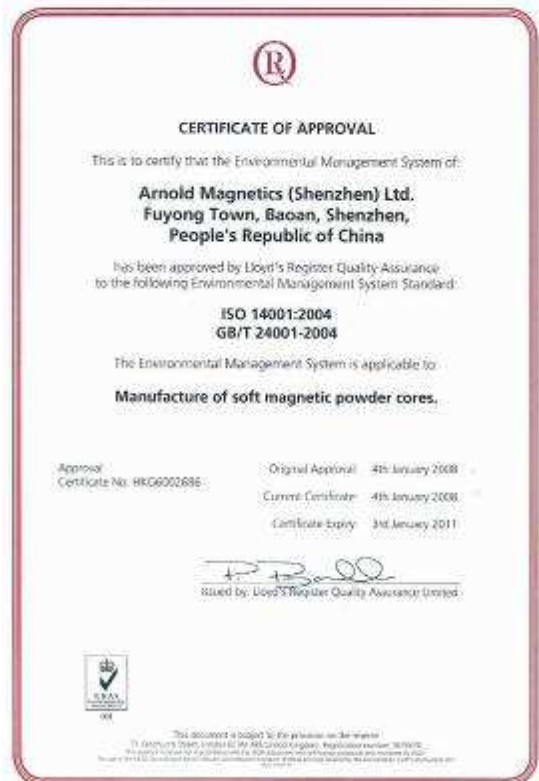 CERTIFICATE OF APPROVAL
This is to certify that the Environmental Management System of:
Arnold Magnetics (Shenzhen) Ltd.
Fuyong Town, Baoan, Shenzhen,
People's Republic of China
has been approved by Lloyd's Register Quality Assurance
to the following Environmental Management System Standard:
ISO 14001:2004
GB/T 24001-2004
The Environmental Management System is applicable to:
Manufacture of soft magnetic powder cores.
Approval
Certificate No: HKG6002686
Original Approval 4th January 2008
Current Certificate 4th January 2008
Certificate Expiry 3rd January 2011
Issued by: Lloyd's Register Quality Assurance Limited
UKAS
001
This document is subject to the provision on the reverse